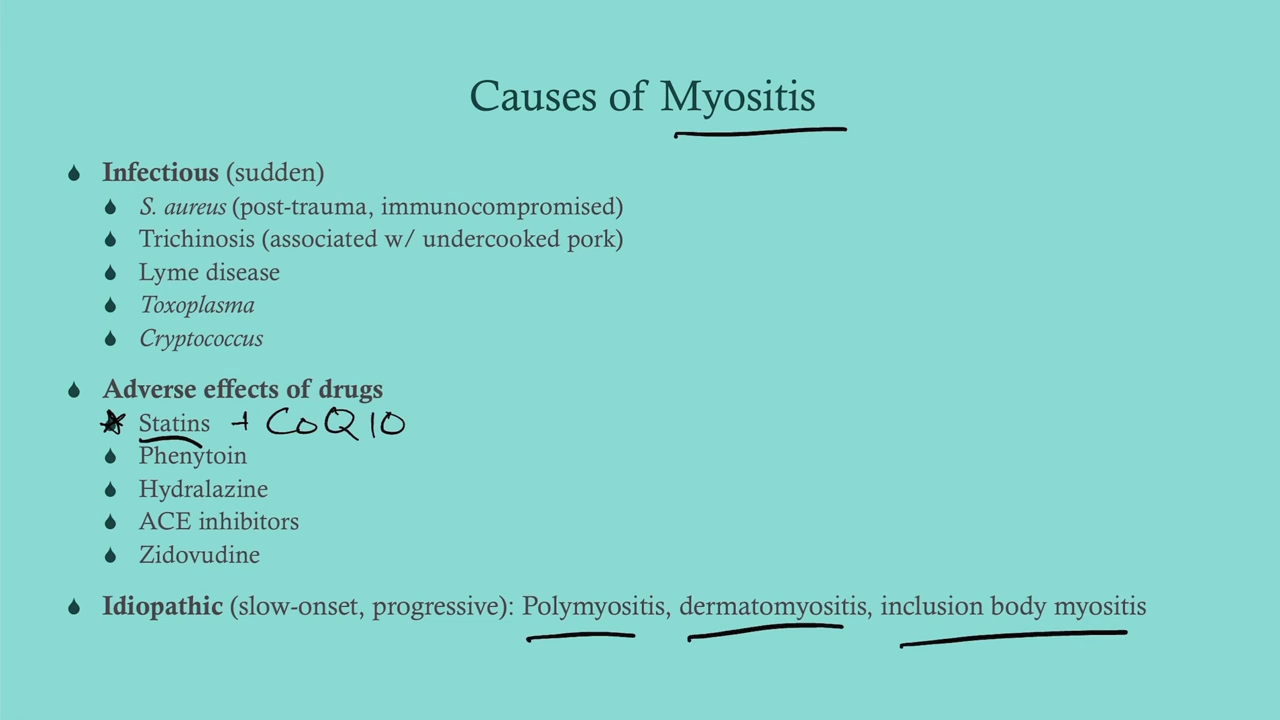 Causes of Myositis
Infectious (sudden)
S. aureus (post-trauma, immunocompromised)
Trichinosis (associated w/ undercooked pork)
Lyme disease
Toxoplasma
Cryptococcus
Adverse effects of drugs
Statins + CoQ10
Phenytoin
Hydralazine
ACE inhibitors
Zidovudine
Idiopathic (slow-onset, progressive): Polymyositis, dermatomyositis, inclusion body myositis